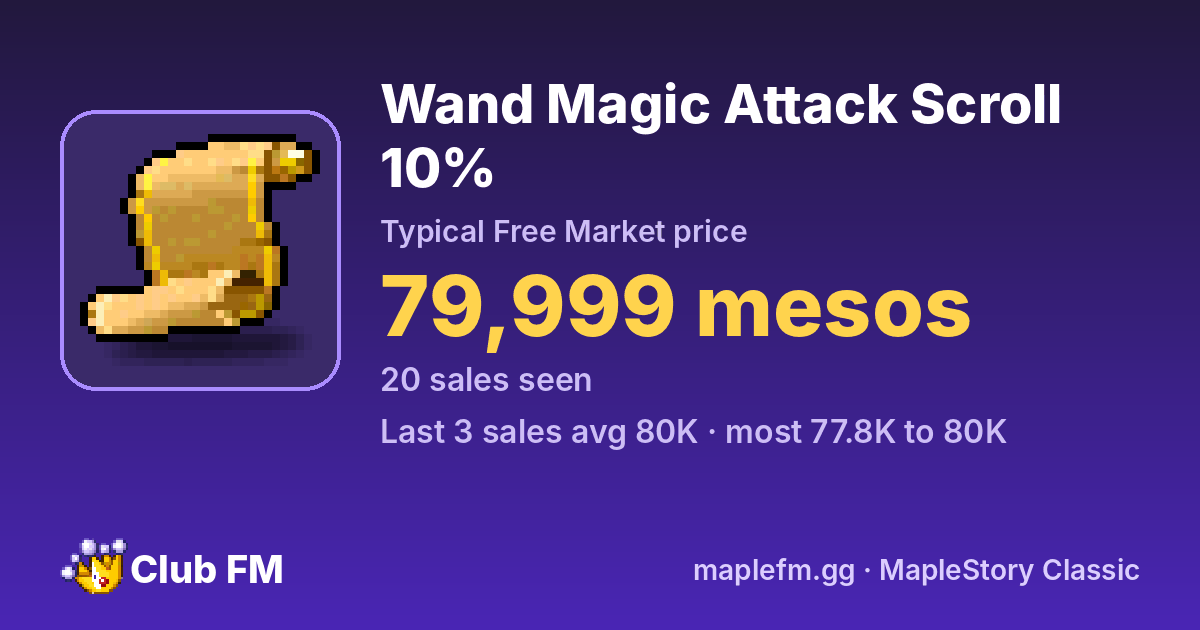 Wand Magic Attack Scroll
10%
Typical Free Market price
79,999 mesos
20 sales seen
Last 3 sales avg 80K · most 77.8K to 80K
Club FM
maplefm.gg · MapleStory Classic